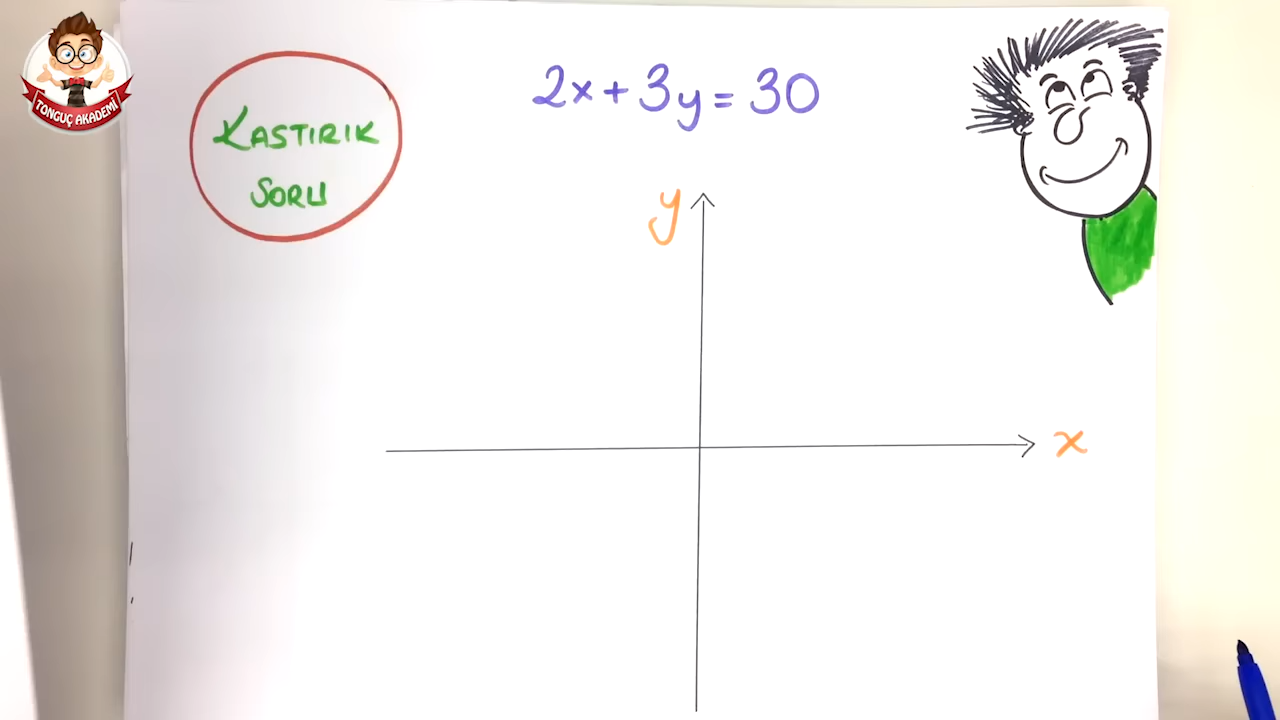 TONGUÇ AKADEMİ
KASTIRIK
SORU
2x+3y=30
y
x